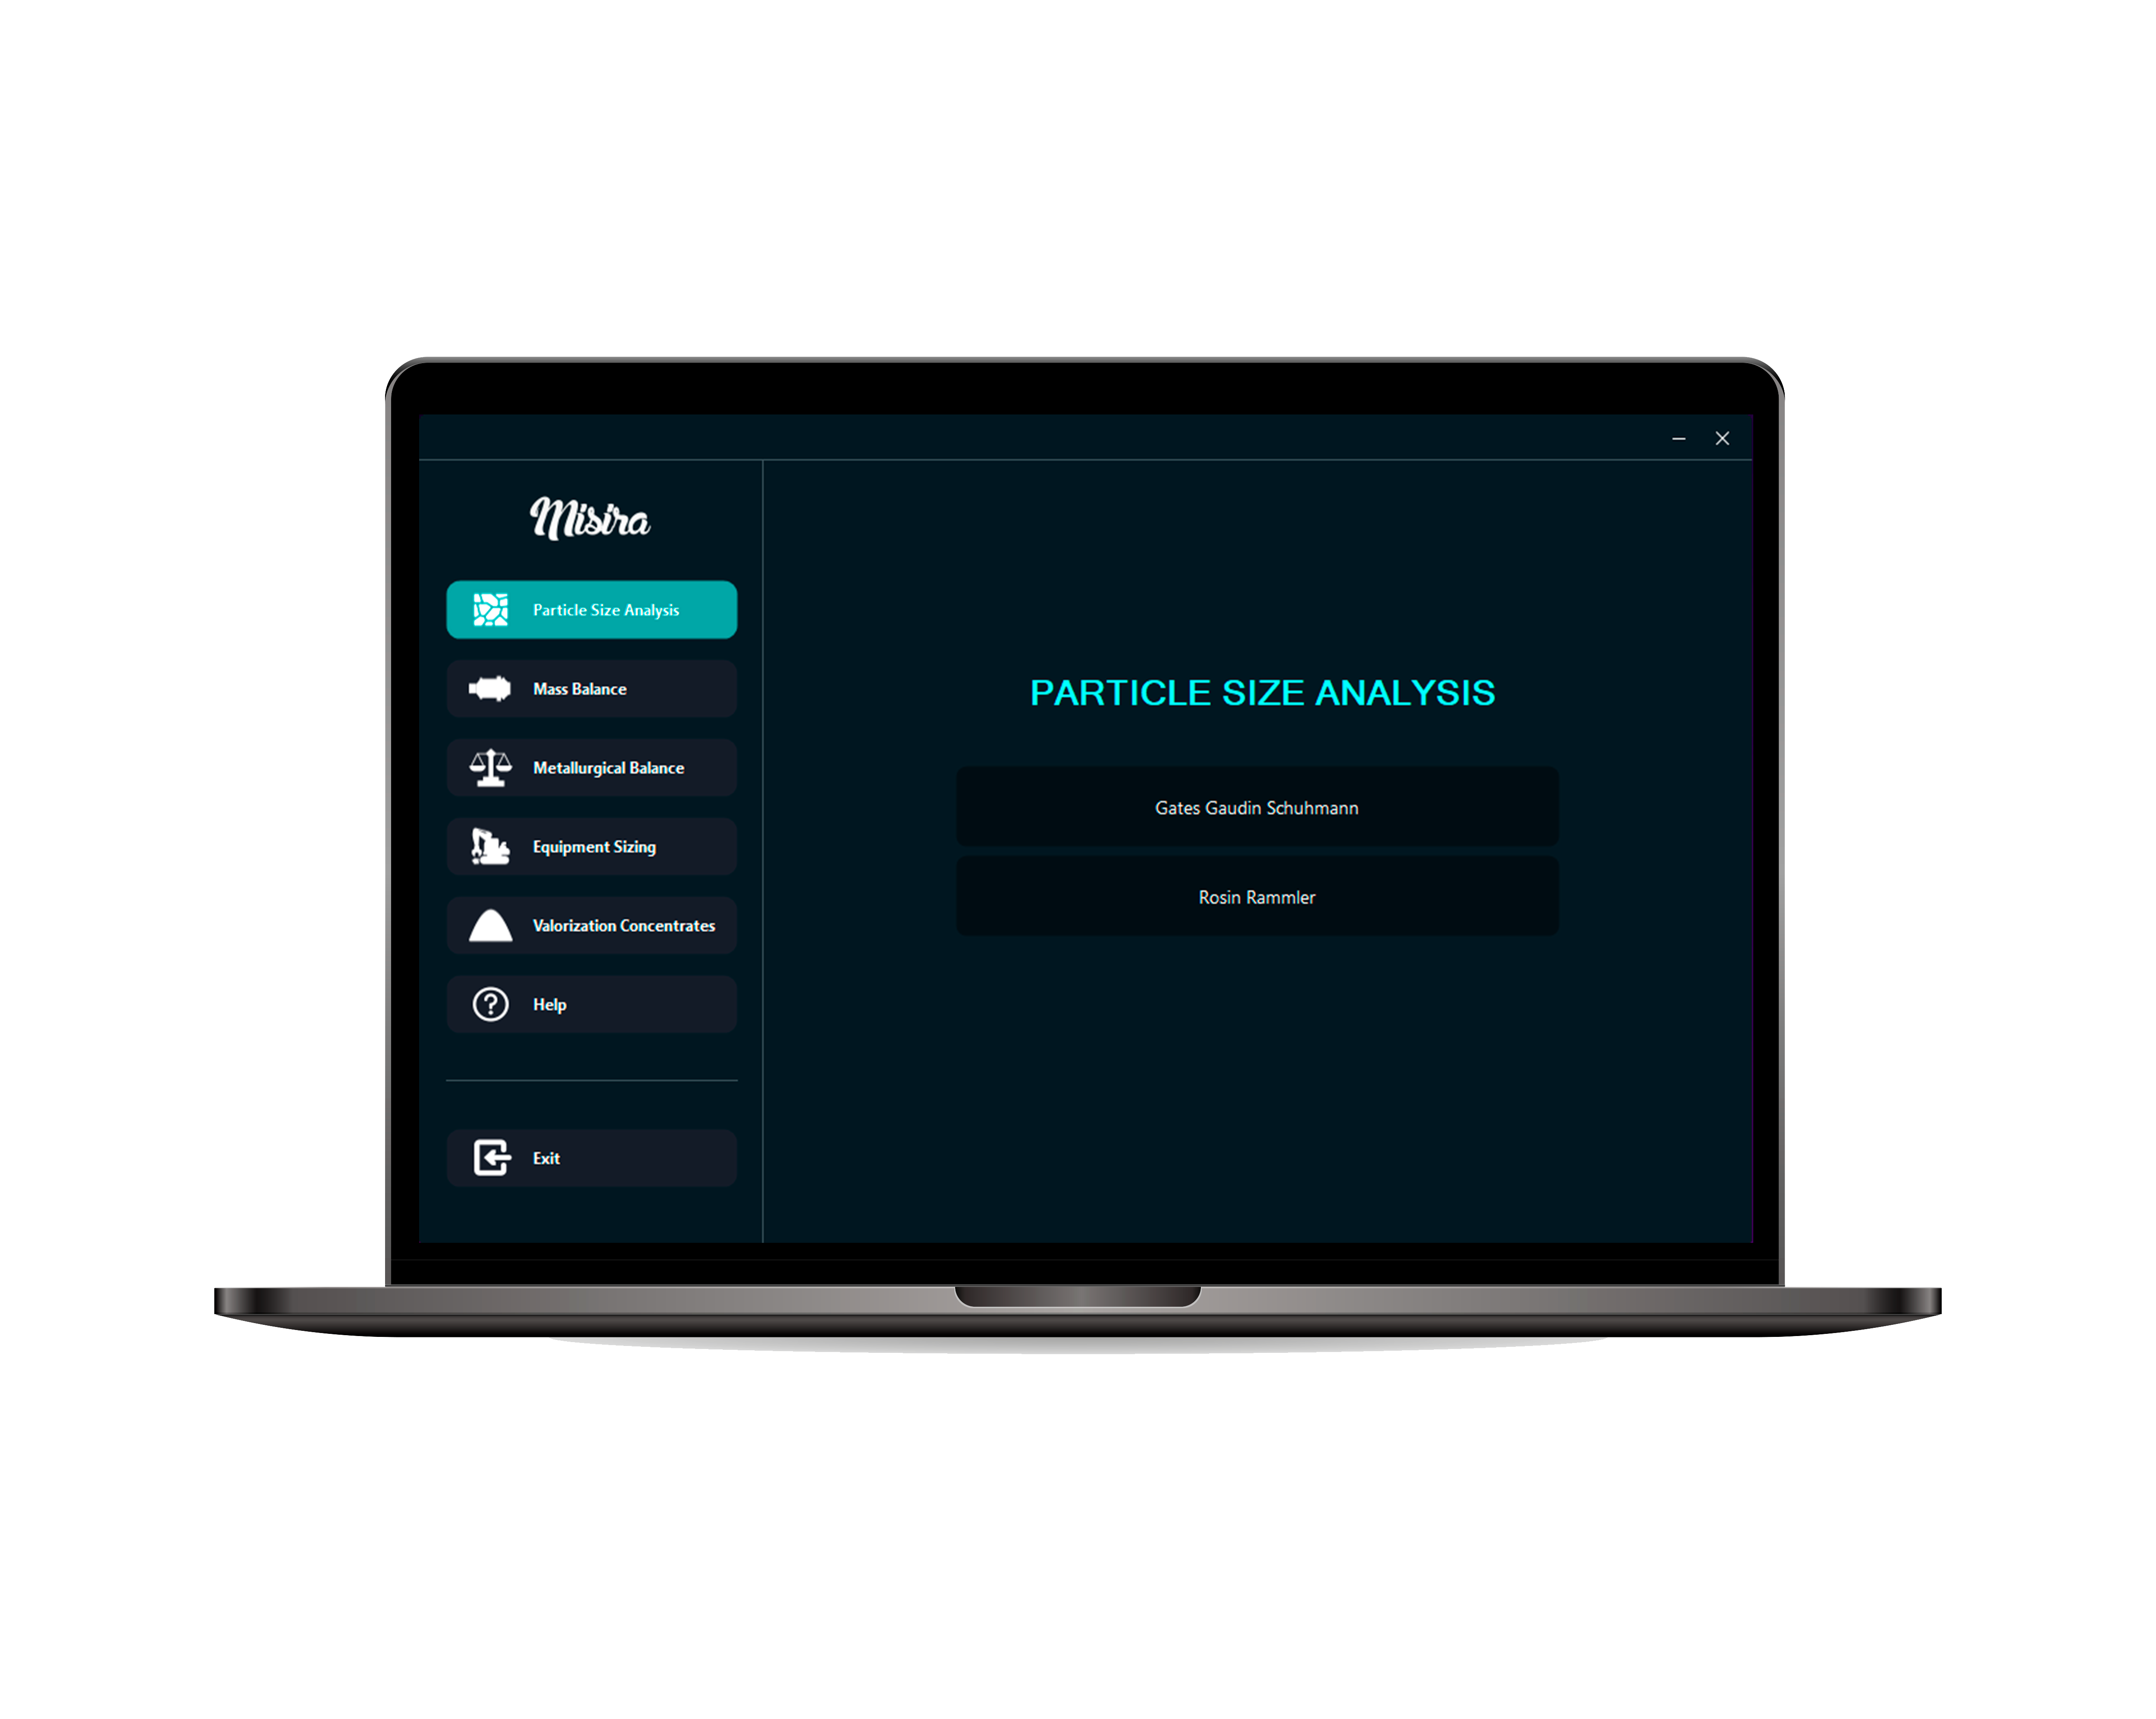 Misira
Particle Size Analysis
Mass Balance
Metallurgical Balance
Equipment Sizing
Valorization Concentrates
Help
Exit
PARTICLE SIZE ANALYSIS
Gates Gaudin Schuhmann
Rosin Rammler